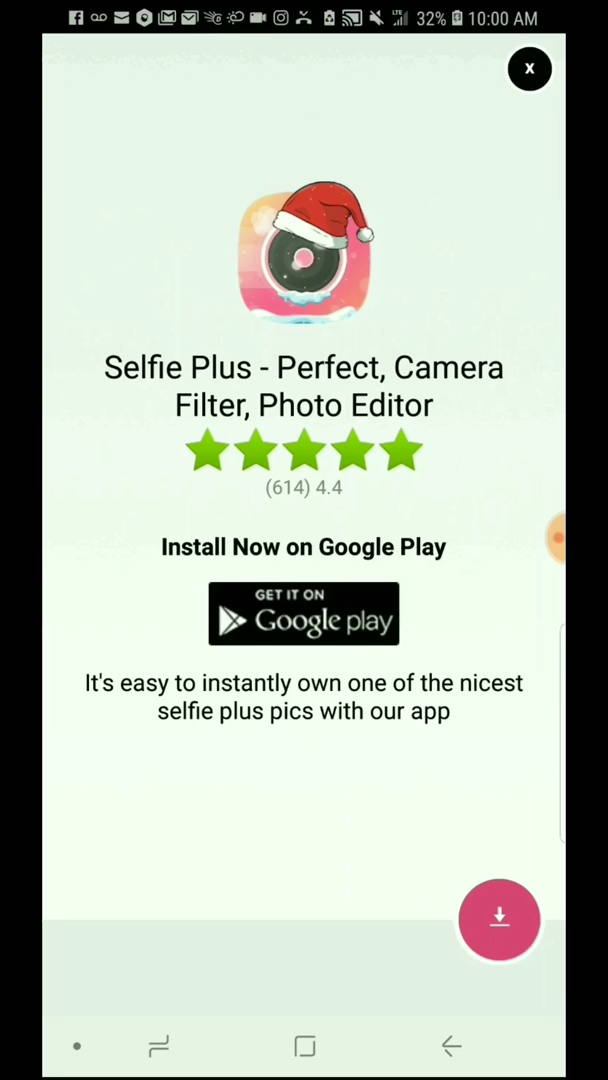 32% 10:00 AM
X
Selfie Plus - Perfect, Camera
Filter, Photo Editor
(614) 4.4
Install Now on Google Play
GET IT ON
Google play
It's easy to instantly own one of the nicest
selfie plus pics with our app